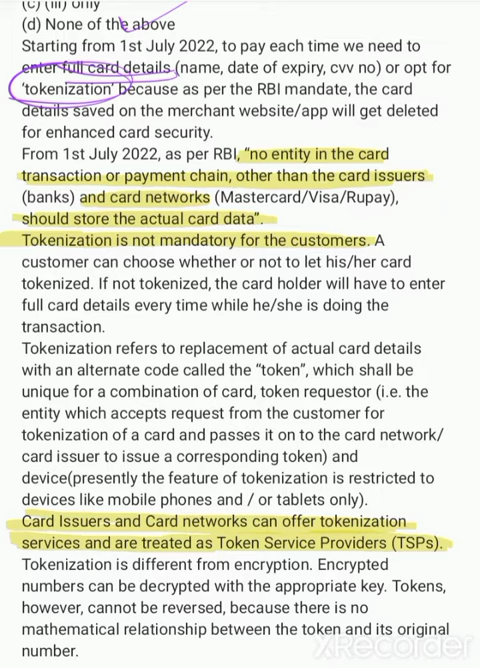 (c) (iii) only
(d) None of the above
Starting from 1st July 2022, to pay each time we need to
enter full card details (name, date of expiry, cvv no) or opt for
‘tokenization’ because as per the RBI mandate, the card
details saved on the merchant website/app will get deleted
for enhanced card security.
From 1st July 2022, as per RBI, “no entity in the card
transaction or payment chain, other than the card issuers
(banks) and card networks (Mastercard/Visa/Rupay),
should store the actual card data”.
Tokenization is not mandatory for the customers. A
customer can choose whether or not to let his/her card
tokenized. If not tokenized, the card holder will have to enter
full card details every time while he/she is doing the
transaction.
Tokenization refers to replacement of actual card details
with an alternate code called the “token”, which shall be
unique for a combination of card, token requestor (i.e. the
entity which accepts request from the customer for
tokenization of a card and passes it on to the card network/
card issuer to issue a corresponding token) and
device(presently the feature of tokenization is restricted to
devices like mobile phones and / or tablets only).
Card Issuers and Card networks can offer tokenization
services and are treated as Token Service Providers (TSPs).
Tokenization is different from encryption. Encrypted
numbers can be decrypted with the appropriate key. Tokens,
however, cannot be reversed, because there is no
mathematical relationship between the token and its original
number.
XRecorder